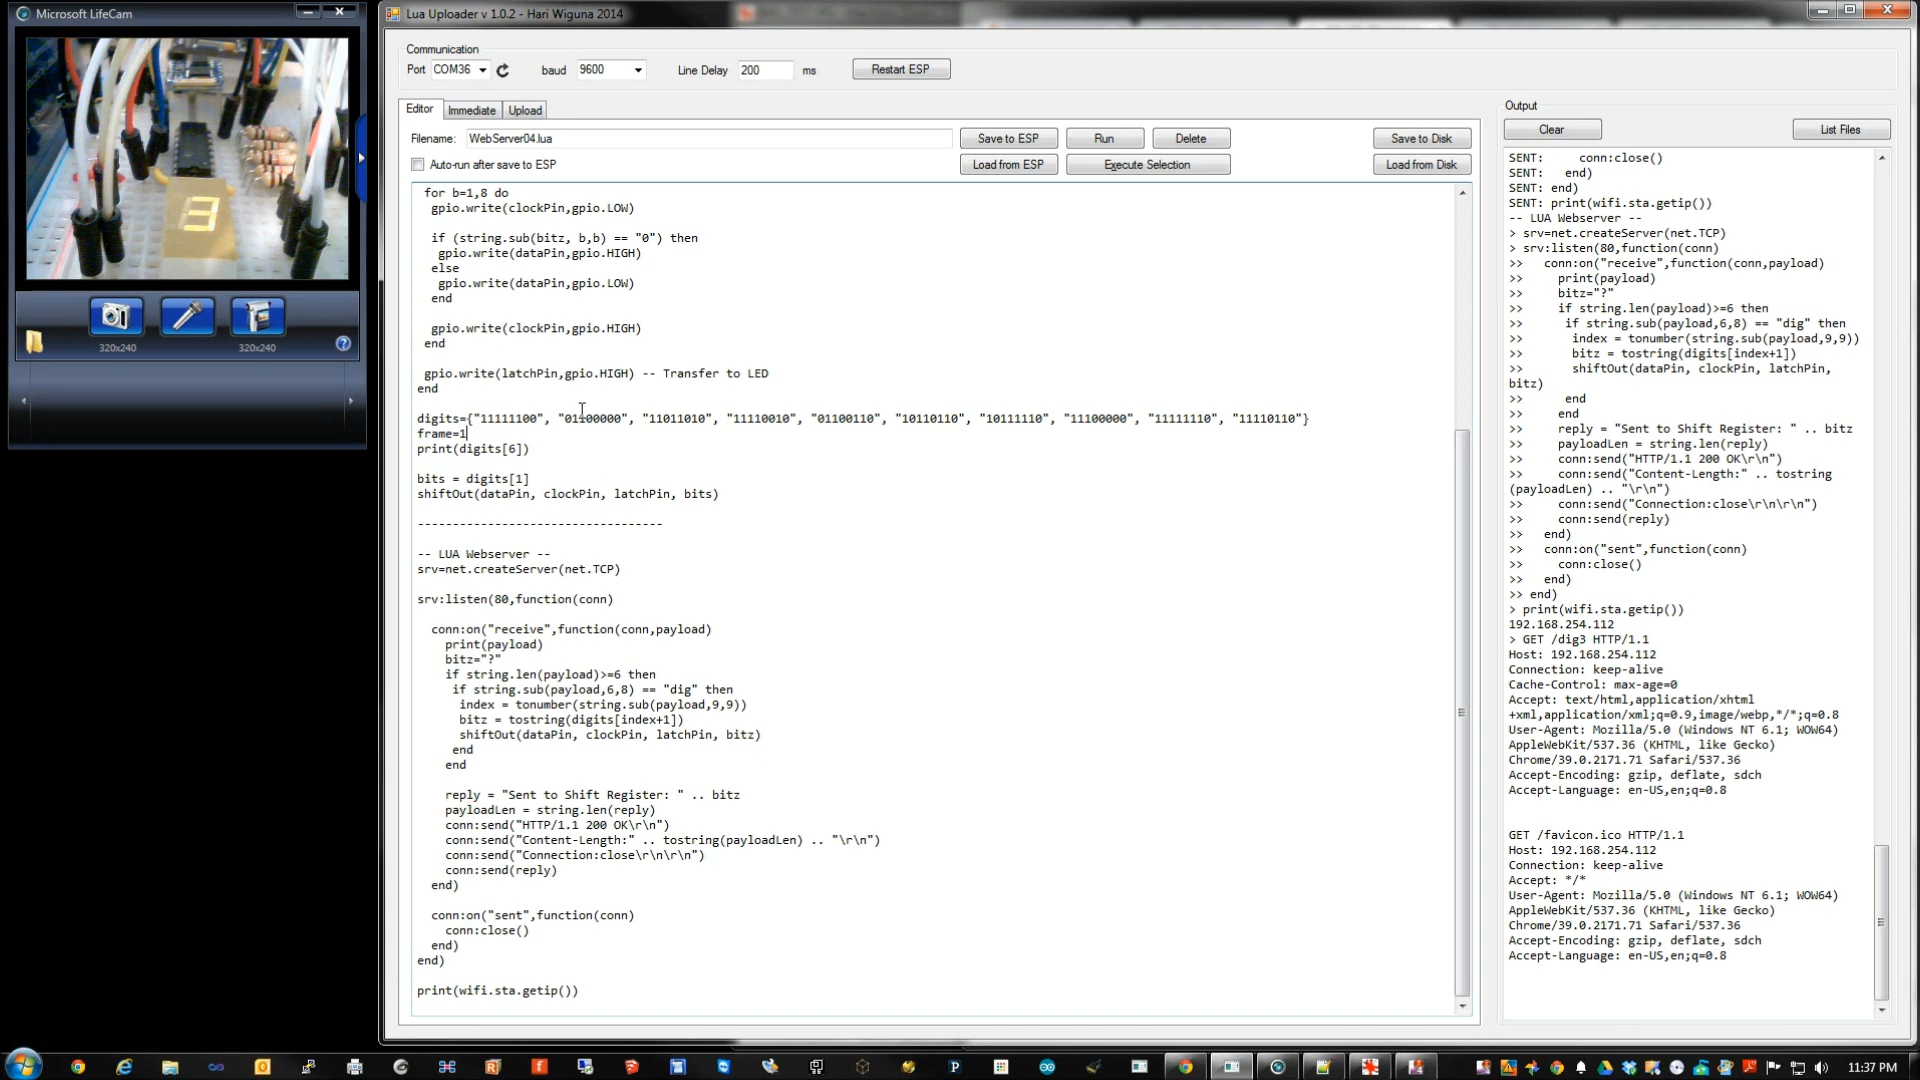 Microsoft LifeCam
320x240
320x240
Lua Uploader v 1.0.2 - Hari Wiguna 2014
Communication
Port COM36 baud 9600 Line Delay 200 ms Restart ESP
Editor Immediate Upload
Filename: WebServer04.lua Save to ESP Run Delete Save to Disk
Auto-run after save to ESP Load from ESP Execute Selection Load from Disk
for b=1,8 do
gpio.write(clockPin,gpio.LOW)
if (string.sub(bitz, b,b) == "0") then
gpio.write(dataPin,gpio.HIGH)
else
gpio.write(dataPin,gpio.LOW)
end
gpio.write(clockPin,gpio.HIGH)
end
gpio.write(latchPin,gpio.HIGH) -- Transfer to LED
end
digits={"11111100", "01100000", "11011010", "11110010", "01100110", "10110110", "10111110", "11100000", "11111110", "11110110"}
frame=1
print(digits[6])
bits = digits[1]
shiftOut(dataPin, clockPin, latchPin, bits)
-----------------------------------
-- LUA Webserver --
srv=net.createServer(net.TCP)
srv:listen(80,function(conn)
conn:on("receive",function(conn,payload)
print(payload)
bitz="?"
if string.len(payload)>=6 then
if string.sub(payload,6,8) == "dig" then
index = tonumber(string.sub(payload,9,9))
bitz = tostring(digits[index+1])
shiftOut(dataPin, clockPin, latchPin, bitz)
end
end
reply = "Sent to Shift Register: " .. bitz
payloadLen = string.len(reply)
conn:send("HTTP/1.1 200 OK\r\n")
conn:send("Content-Length:" .. tostring(payloadLen) .. "\r\n")
conn:send("Connection:close\r\n\r\n")
conn:send(reply)
end)
conn:on("sent",function(conn)
conn:close()
end)
end)
print(wifi.sta.getip())
Output
Clear List Files
SENT: conn:close()
SENT: end)
SENT: end)
SENT: print(wifi.sta.getip())
-- LUA Webserver --
> srv=net.createServer(net.TCP)
> srv:listen(80,function(conn)
>> conn:on("receive",function(conn,payload)
>> print(payload)
>> bitz="?"
>> if string.len(payload)>=6 then
>> if string.sub(payload,6,8) == "dig" then
>> index = tonumber(string.sub(payload,9,9))
>> bitz = tostring(digits[index+1])
>> shiftOut(dataPin, clockPin, latchPin,
bitz)
>> end
>> end
>> reply = "Sent to Shift Register: " .. bitz
>> payloadLen = string.len(reply)
>> conn:send("HTTP/1.1 200 OK\r\n")
>> conn:send("Content-Length:" .. tostring
(payloadLen) .. "\r\n")
>> conn:send("Connection:close\r\n\r\n")
>> conn:send(reply)
>> end)
>> conn:on("sent",function(conn)
>> conn:close()
>> end)
>> end)
> print(wifi.sta.getip())
192.168.254.112
> GET /dig3 HTTP/1.1
Host: 192.168.254.112
Connection: keep-alive
Cache-Control: max-age=0
Accept: text/html,application/xhtml
+xml,application/xml;q=0.9,image/webp,*/*;q=0.8
User-Agent: Mozilla/5.0 (Windows NT 6.1; WOW64)
AppleWebKit/537.36 (KHTML, like Gecko)
Chrome/39.0.2171.71 Safari/537.36
Accept-Encoding: gzip, deflate, sdch
Accept-Language: en-US,en;q=0.8
GET /favicon.ico HTTP/1.1
Host: 192.168.254.112
Connection: keep-alive
Accept: */*
User-Agent: Mozilla/5.0 (Windows NT 6.1; WOW64)
AppleWebKit/537.36 (KHTML, like Gecko)
Chrome/39.0.2171.71 Safari/537.36
Accept-Encoding: gzip, deflate, sdch
Accept-Language: en-US,en;q=0.8
11:37 PM